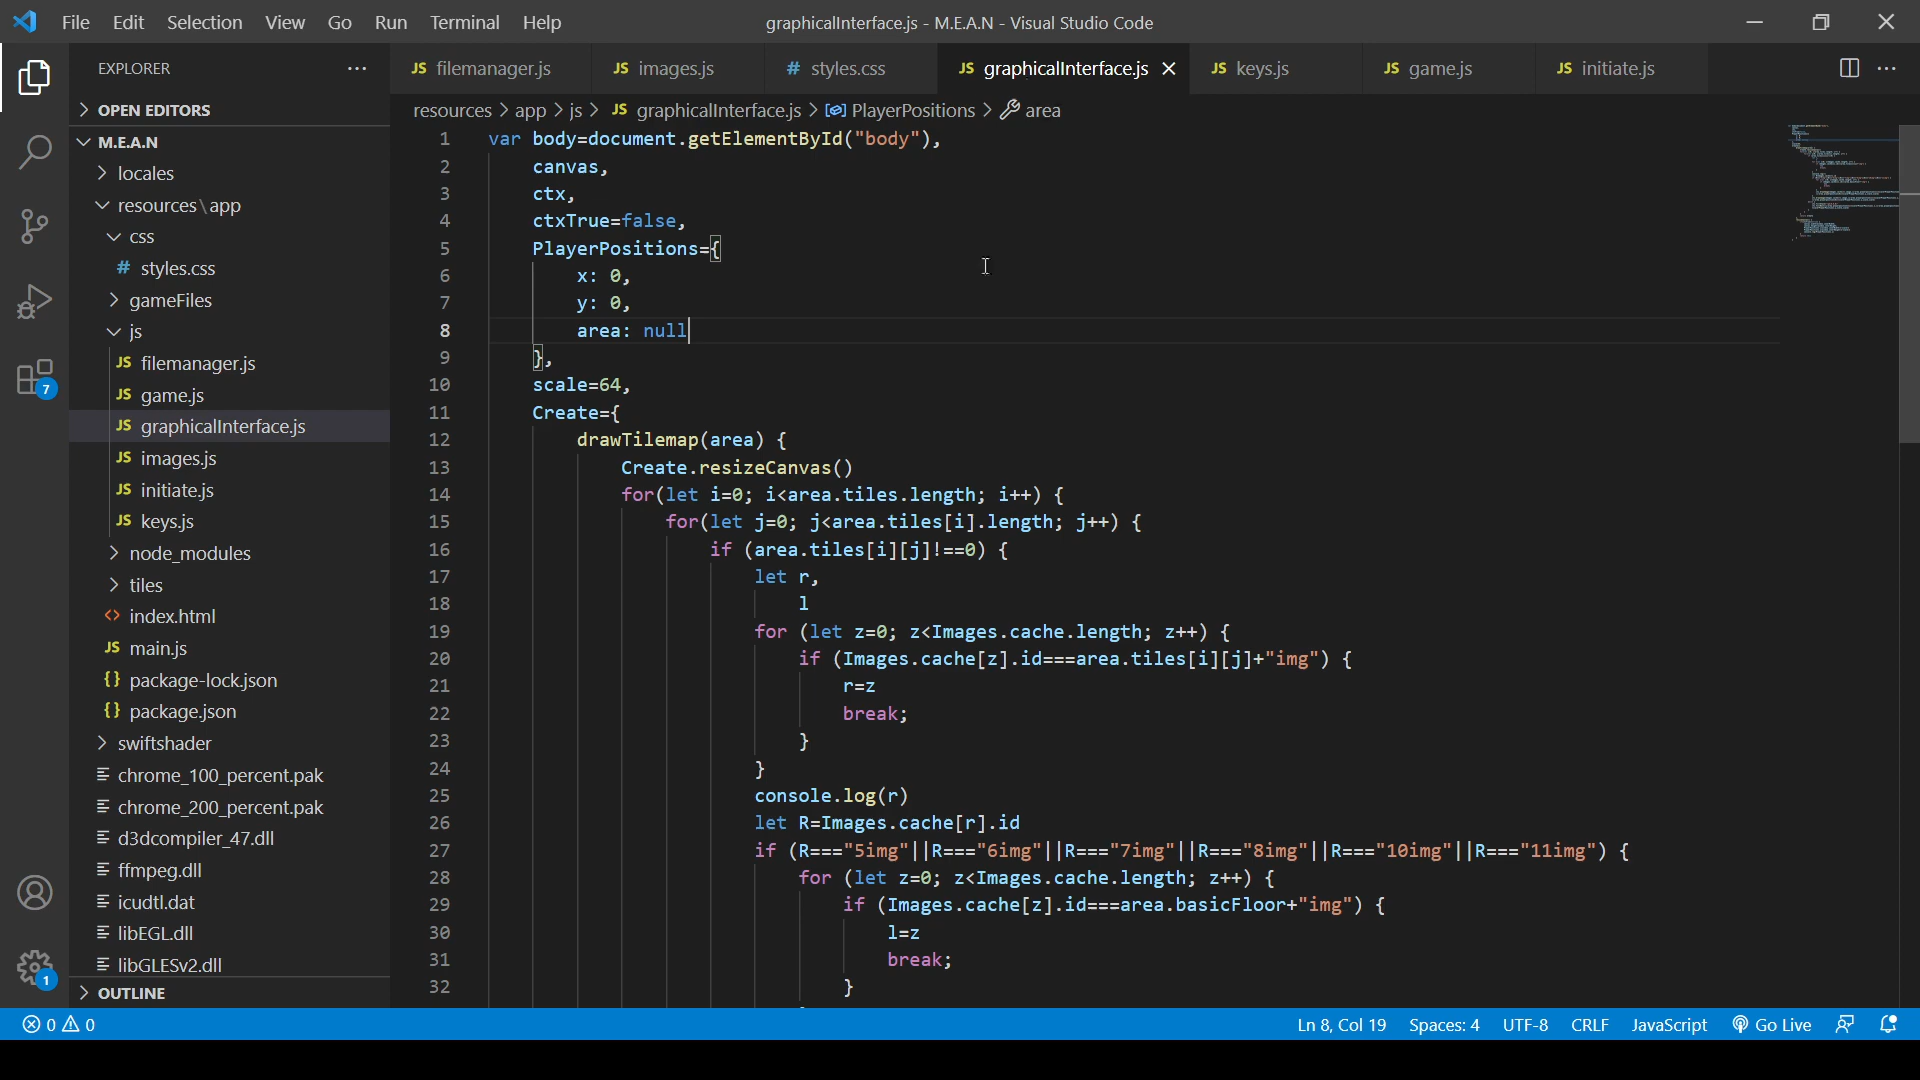 File Edit Selection View Go Run Terminal Help
graphicalInterface.js - M.E.A.N - Visual Studio Code
EXPLORER
JS filemanager.js
JS images.js
# styles.css
JS graphicalInterface.js
JS keys.js
JS game.js
JS initiate.js
OPEN EDITORS
M.E.A.N
locales
resources\app
css
# styles.css
gameFiles
js
JS filemanager.js
JS game.js
JS graphicalInterface.js
JS images.js
JS initiate.js
JS keys.js
node_modules
tiles
<> index.html
JS main.js
{} package-lock.json
{} package.json
swiftshader
chrome_100_percent.pak
chrome_200_percent.pak
d3dcompiler_47.dll
ffmpeg.dll
icudtl.dat
libEGL.dll
libGLESv2.dll
OUTLINE
7
1
resources > app > js > JS graphicalInterface.js > PlayerPositions > area
1 var body=document.getElementById("body"),
2 canvas,
3 ctx,
4 ctxTrue=false,
5 PlayerPositions={
6 x: 0,
7 y: 0,
8 area: null
9 },
10 scale=64,
11 Create={
12 drawTilemap(area) {
13 Create.resizeCanvas()
14 for(let i=0; i<area.tiles.length; i++) {
15 for(let j=0; j<area.tiles[i].length; j++) {
16 if (area.tiles[i][j]!==0) {
17 let r,
18 l
19 for (let z=0; z<Images.cache.length; z++) {
20 if (Images.cache[z].id===area.tiles[i][j]+"img") {
21 r=z
22 break;
23 }
24 }
25 console.log(r)
26 let R=Images.cache[r].id
27 if (R==="5img"||R==="6img"||R==="7img"||R==="8img"||R==="10img"||R==="11img") {
28 for (let z=0; z<Images.cache.length; z++) {
29 if (Images.cache[z].id===area.basicFloor+"img") {
30 l=z
31 break;
32 }
0 0
Ln 8, Col 19
Spaces: 4
UTF-8
CRLF
JavaScript
Go Live